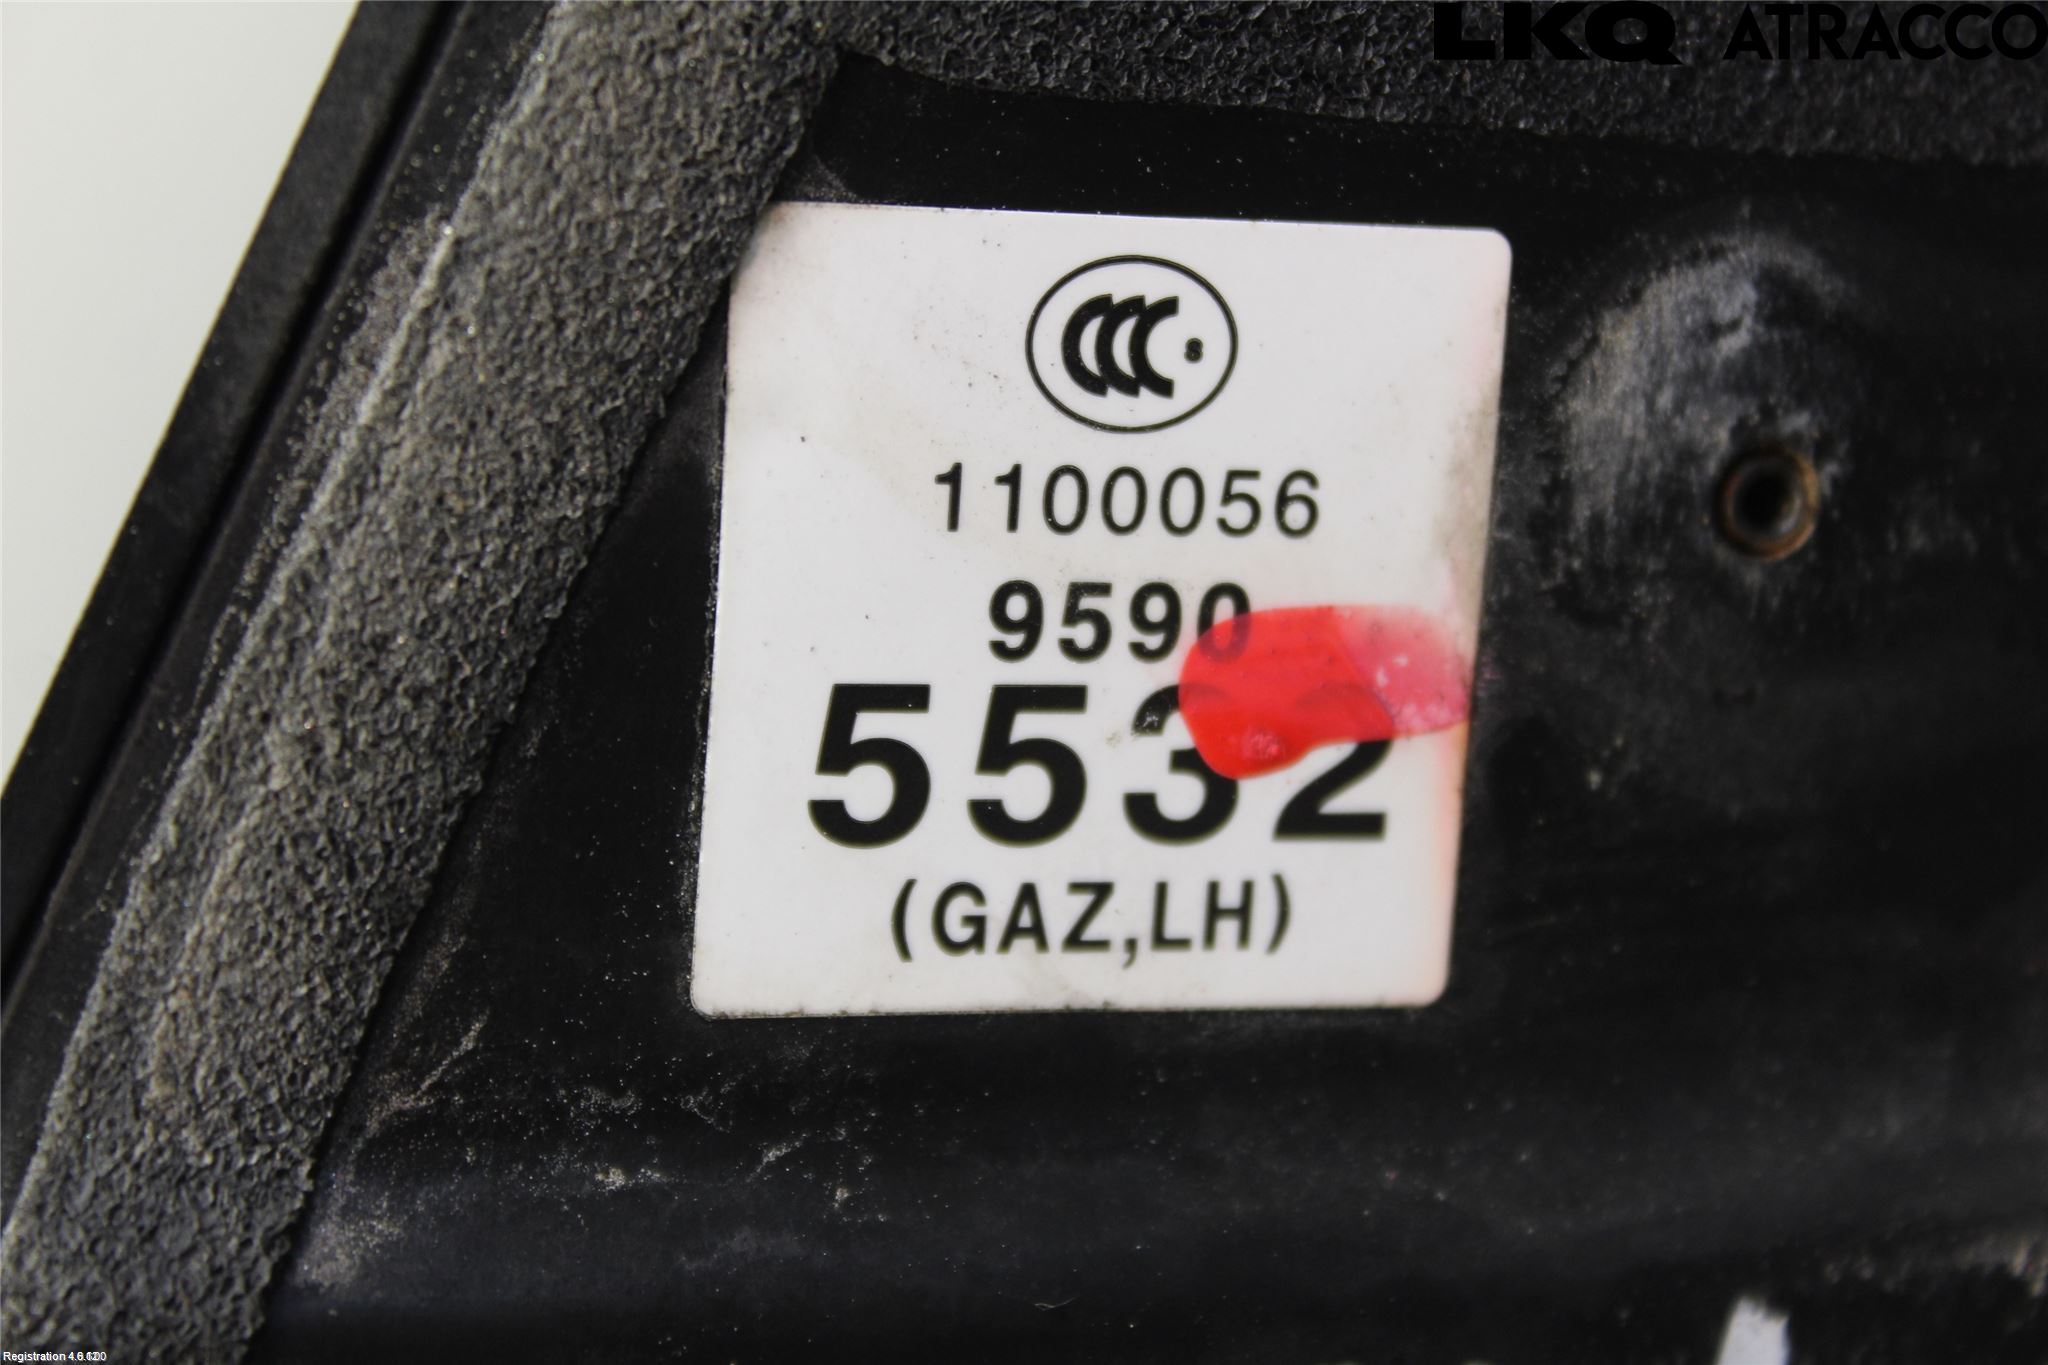 LKQ ATRACCO
CCC S
1100056
9590
5532
(GAZ,LH)